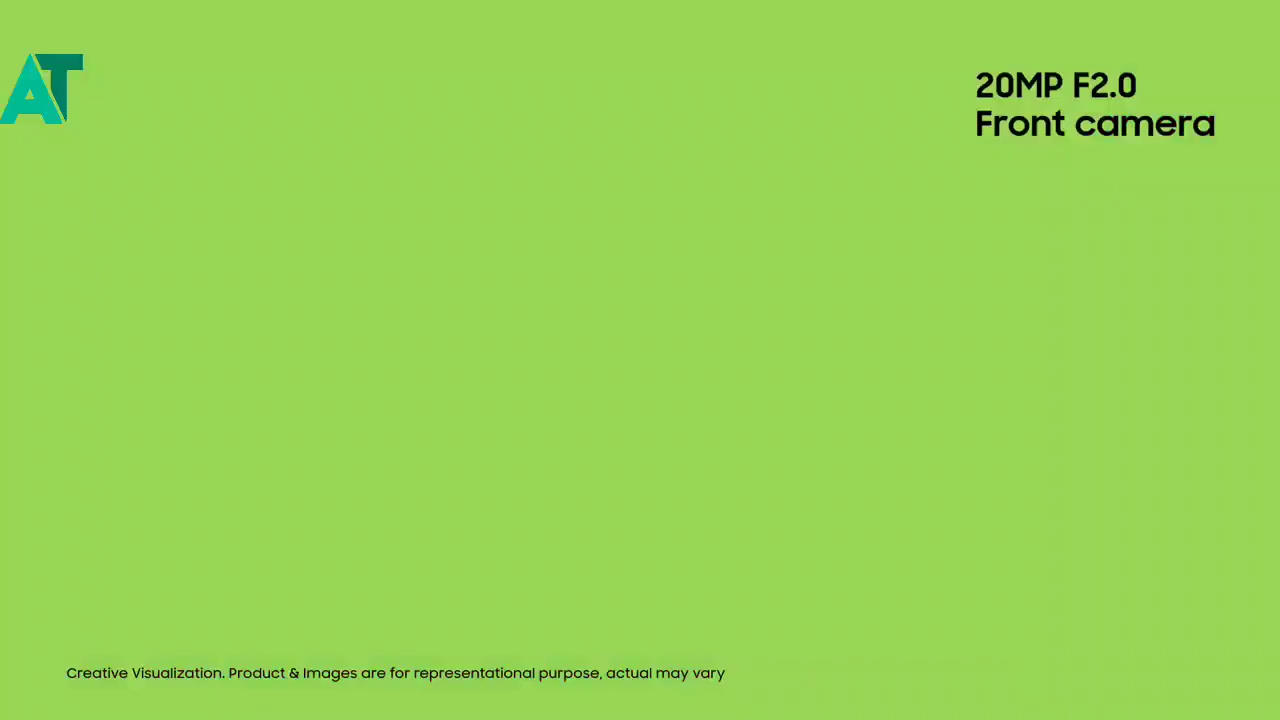 AT
20MP F2.0
Front camera
Creative Visualization. Product & Images are for representational purpose, actual may vary